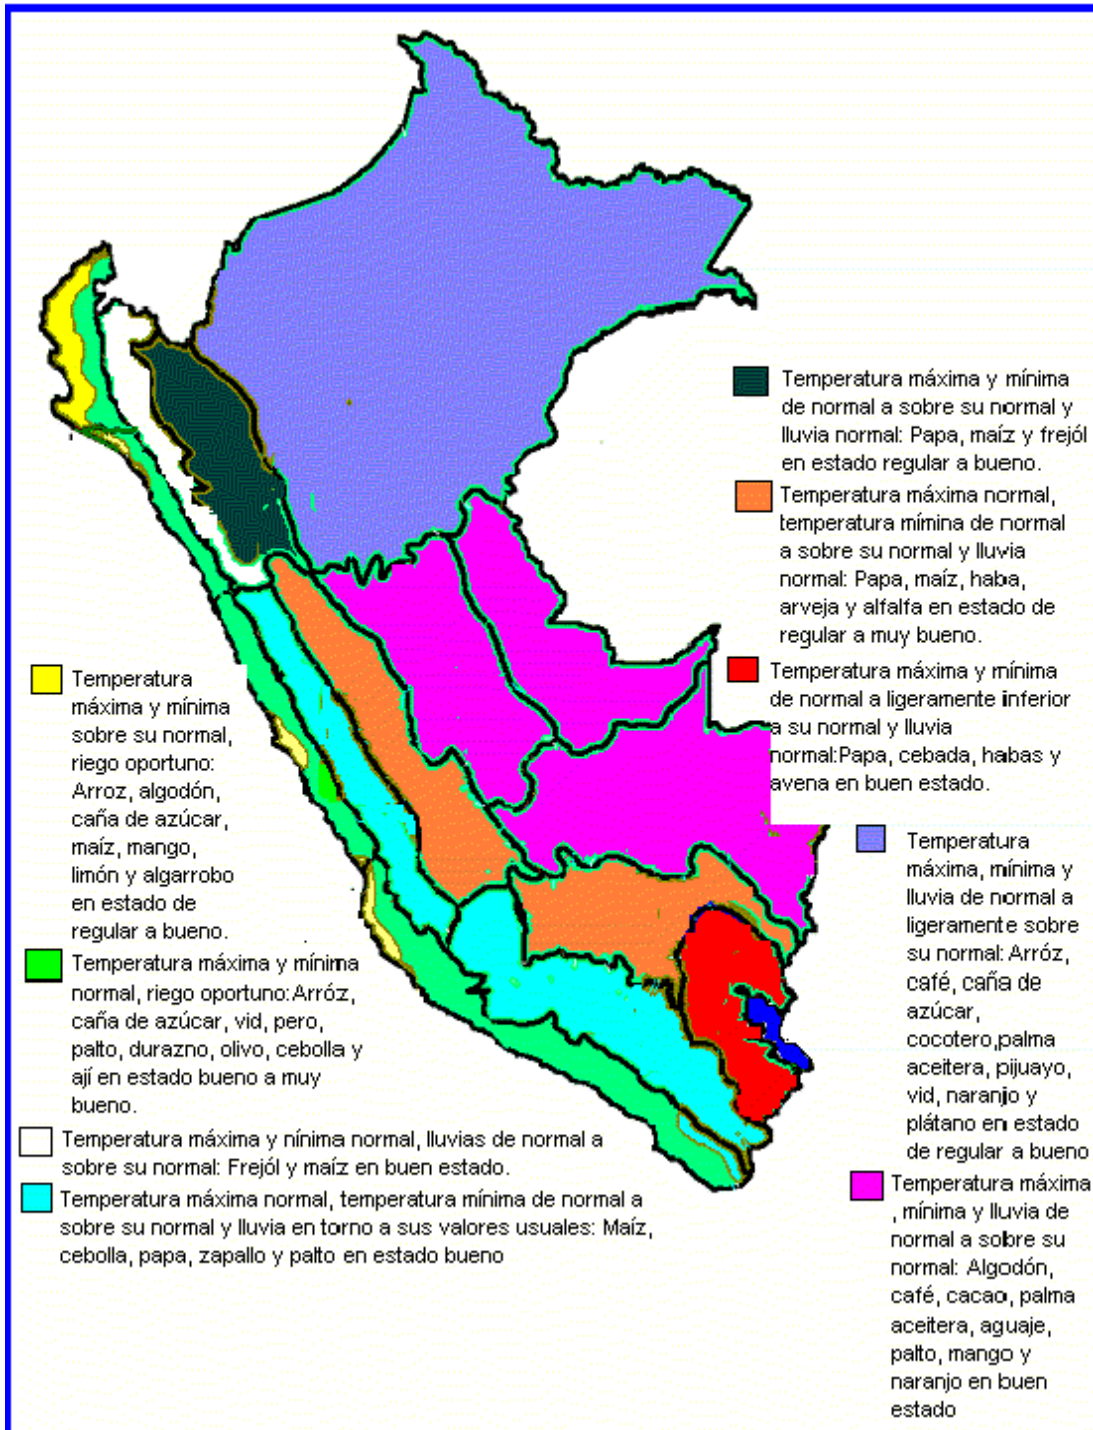 Temperatura máxima y mínima
de normal a sobre su normal y
lluvia normal: Papa, maíz y frejól
en estado regular a bueno.
Temperatura máxima normal,
temperatura mímina de normal
a sobre su normal y lluvia
normal: Papa, maíz, haba,
arveja y alfalfa en estado de
regular a muy bueno.
Temperatura máxima y mínima
de normal a ligeramente inferior
a su normal y lluvia
normal:Papa, cebada, habas y
avena en buen estado.
Temperatura
máxima y mínima
sobre su normal,
riego oportuno:
Arroz, algodón,
caña de azúcar,
maíz, mango,
limón y algarrobo
en estado de
regular a bueno.
Temperatura máxima y mínima
normal, riego oportuno:Arróz,
caña de azúcar, vid, pero,
palto, durazno, olivo, cebolla y
ají en estado bueno a muy
bueno.
Temperatura máxima y nínima normal, lluvias de normal a
sobre su normal: Frejól y maíz en buen estado.
Temperatura máxima normal, temperatura mínima de normal a
sobre su normal y lluvia en torno a sus valores usuales: Maíz,
cebolla, papa, zapallo y palto en estado bueno
Temperatura
máxima, mínima y
lluvia de normal a
ligeramente sobre
su normal: Arróz,
café, caña de
azúcar,
cocotero,palma
aceitera, pijuayo,
vid, naranjo y
plátano en estado
de regular a bueno
Temperatura máxima
, mínima y lluvia de
normal a sobre su
normal: Algodón,
café, cacao, palma
aceitera, aguaje,
palto, mango y
naranjo en buen
estado